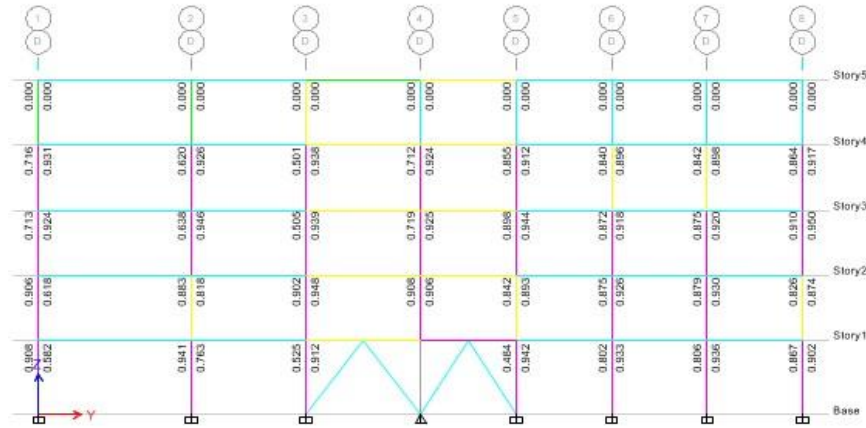 1 2 3 4 5 6 7 8
D D D D D D D D
Story5
0.000 0.000 0.000 0.000 0.000 0.000 0.000 0.000 0.000 0.000 0.000 0.000 0.000 0.000 0.000 0.000
Story4
0.716 0.931 0.620 0.926 0.501 0.938 0.712 0.924 0.855 0.912 0.840 0.896 0.842 0.898 0.864 0.917
Story3
0.713 0.924 0.638 0.946 0.505 0.939 0.719 0.925 0.898 0.944 0.872 0.918 0.875 0.920 0.910 0.950
Story2
0.906 0.618 0.883 0.818 0.902 0.948 0.908 0.906 0.842 0.893 0.875 0.926 0.879 0.930 0.826 0.874
Story1
0.908 0.582 0.941 0.763 0.525 0.912 0.484 0.942 0.802 0.933 0.806 0.936 0.867 0.902
Z
Y
Base